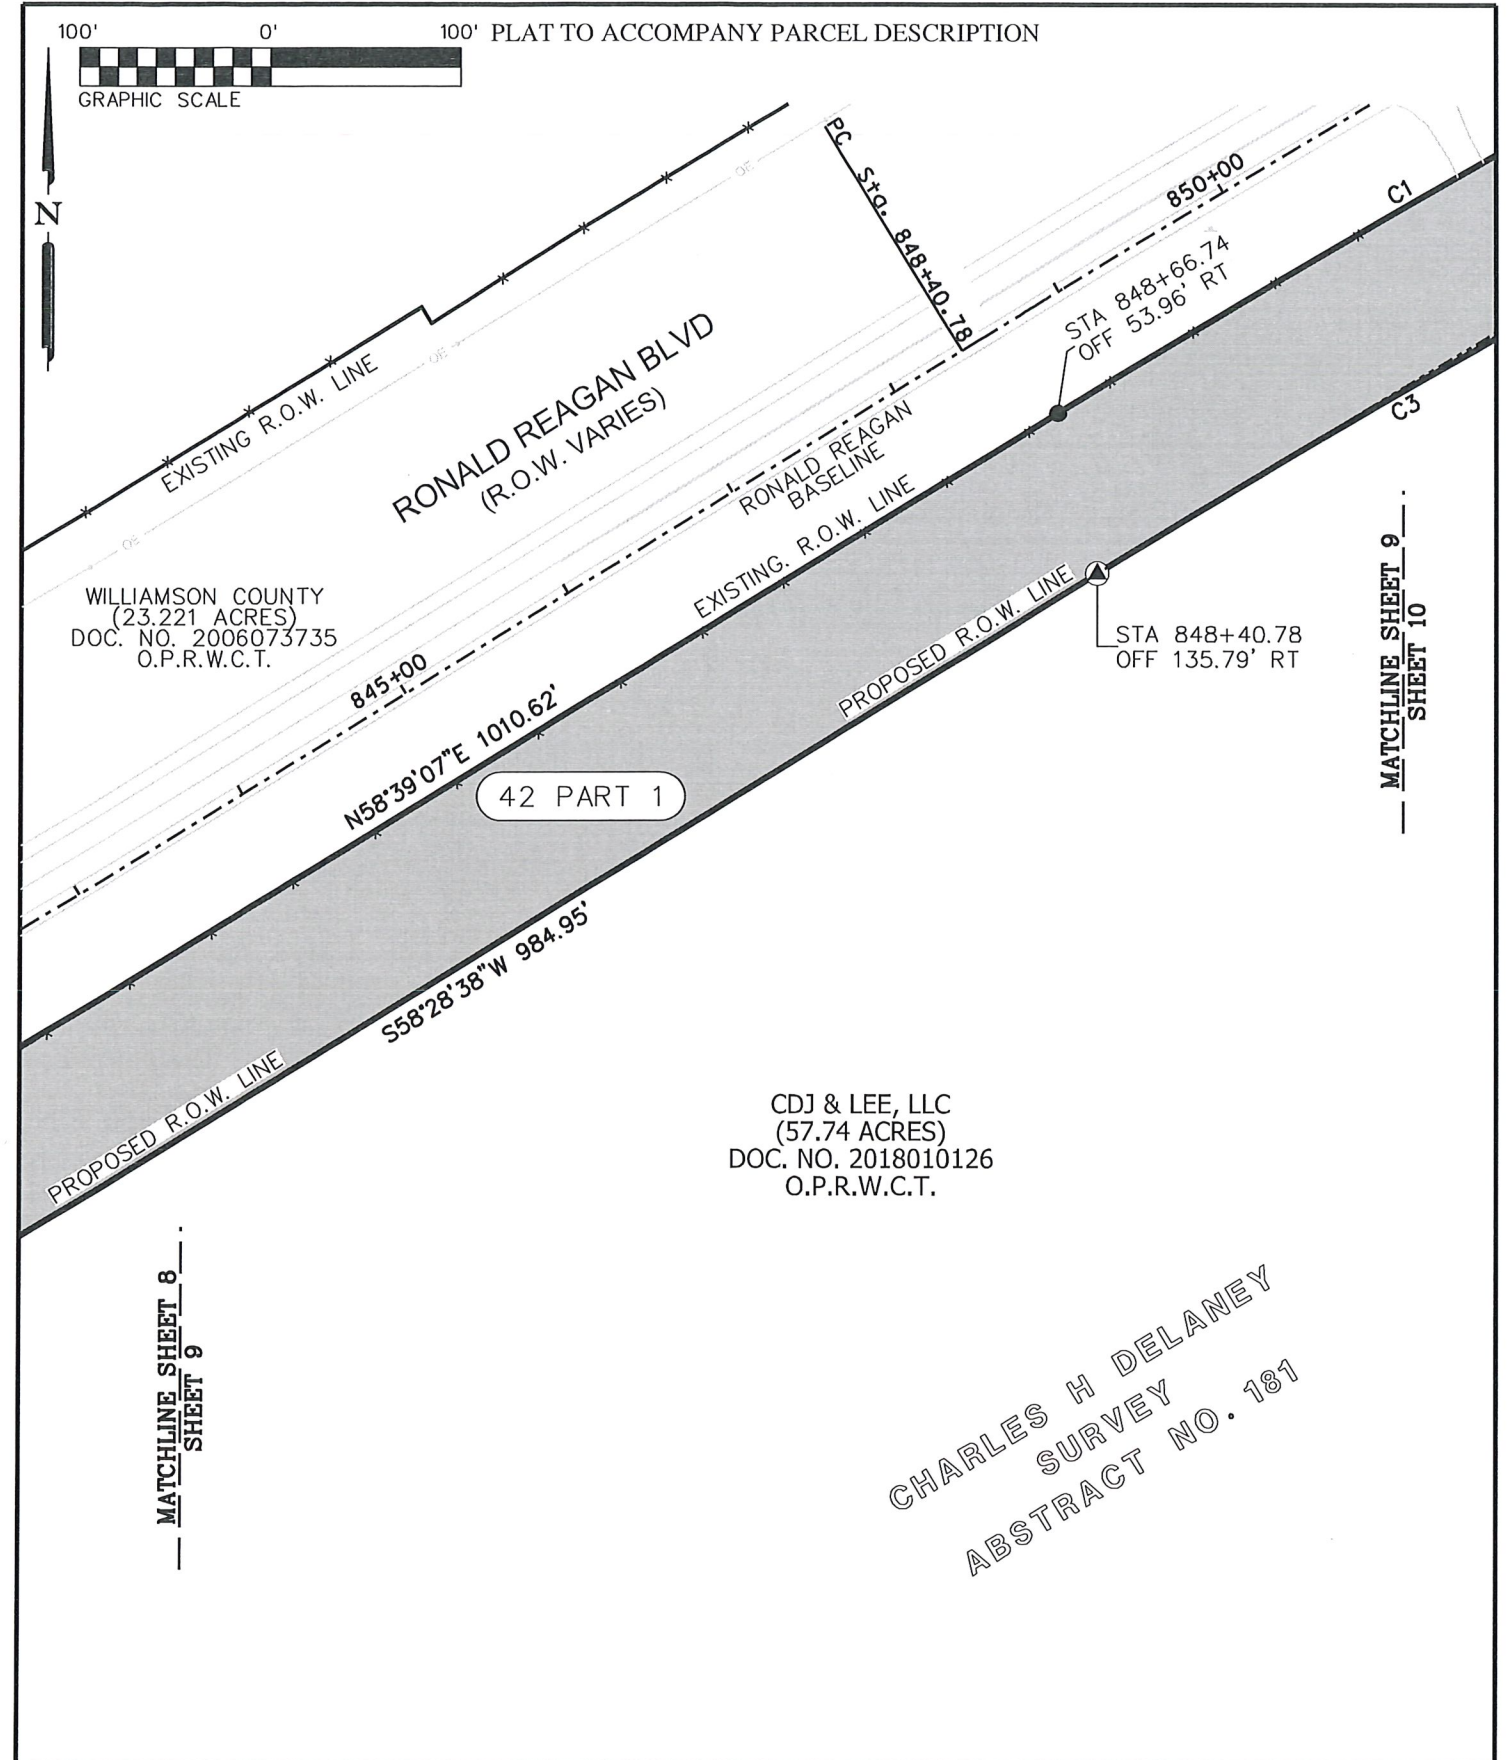 100' 0' 100' PLAT TO ACCOMPANY PARCEL DESCRIPTION
GRAPHIC SCALE
N
PC Sta. 848+40.78
850+00
C1
STA 848+66.74
OFF 53.96' RT
OE
OE
OE
EXISTING R.O.W. LINE
RONALD REAGAN BLVD
(R.O.W. VARIES)
RONALD REAGAN
BASELINE
C3
EXISTING. R.O.W. LINE
WILLIAMSON COUNTY
(23.221 ACRES)
DOC. NO. 2006073735
O.P.R.W.C.T.
845+00
PROPOSED R.O.W. LINE
STA 848+40.78
OFF 135.79' RT
MATCHLINE SHEET 9
SHEET 10
N58°39'07"E 1010.62'
42 PART 1
S58°28'38"W 984.95'
PROPOSED R.O.W. LINE
CDJ & LEE, LLC
(57.74 ACRES)
DOC. NO. 2018010126
O.P.R.W.C.T.
MATCHLINE SHEET 8
SHEET 9
CHARLES H DELANEY
SURVEY
ABSTRACT NO. 181